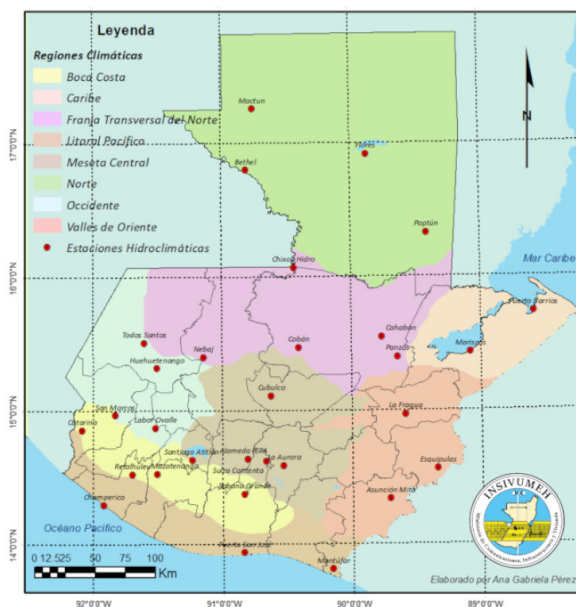 Leyenda
Regiones Climáticas
Boca Costa
Caribe
Franja Transversal del Norte
Litoral Pacífico
Meseta Central
Norte
Occidente
Valles de Oriente
Estaciones Hidroclimáticas
N
Mactun
Flores
Bethel
Poptún
Chixoy Hidro
Mar Caribe
Puerto Barrios
Todos Santos
Nebaj
Cobán
Cahabón
Panzós
Mariscos
Huehuetenango
Cubulco
San Marcos
La Fragua
Catarina
Labor Ovalle
Santiago Atitlán
Alameda
La Aurora
Retalhuleu
Mazatenango
Suiza Contenta
Esquipulas
Sabana Grande
Asunción Mita
Champerico
Océano Pacífico
Montúfar
17°0'0"N
16°0'0"N
15°0'0"N
14°0'0"N
92°0'0"W
91°0'0"W
90°0'0"W
89°0'0"W
0 12.525 50 75 100
Km
INSIVUMEH
Elaborado por Ana Gabriela Pérez